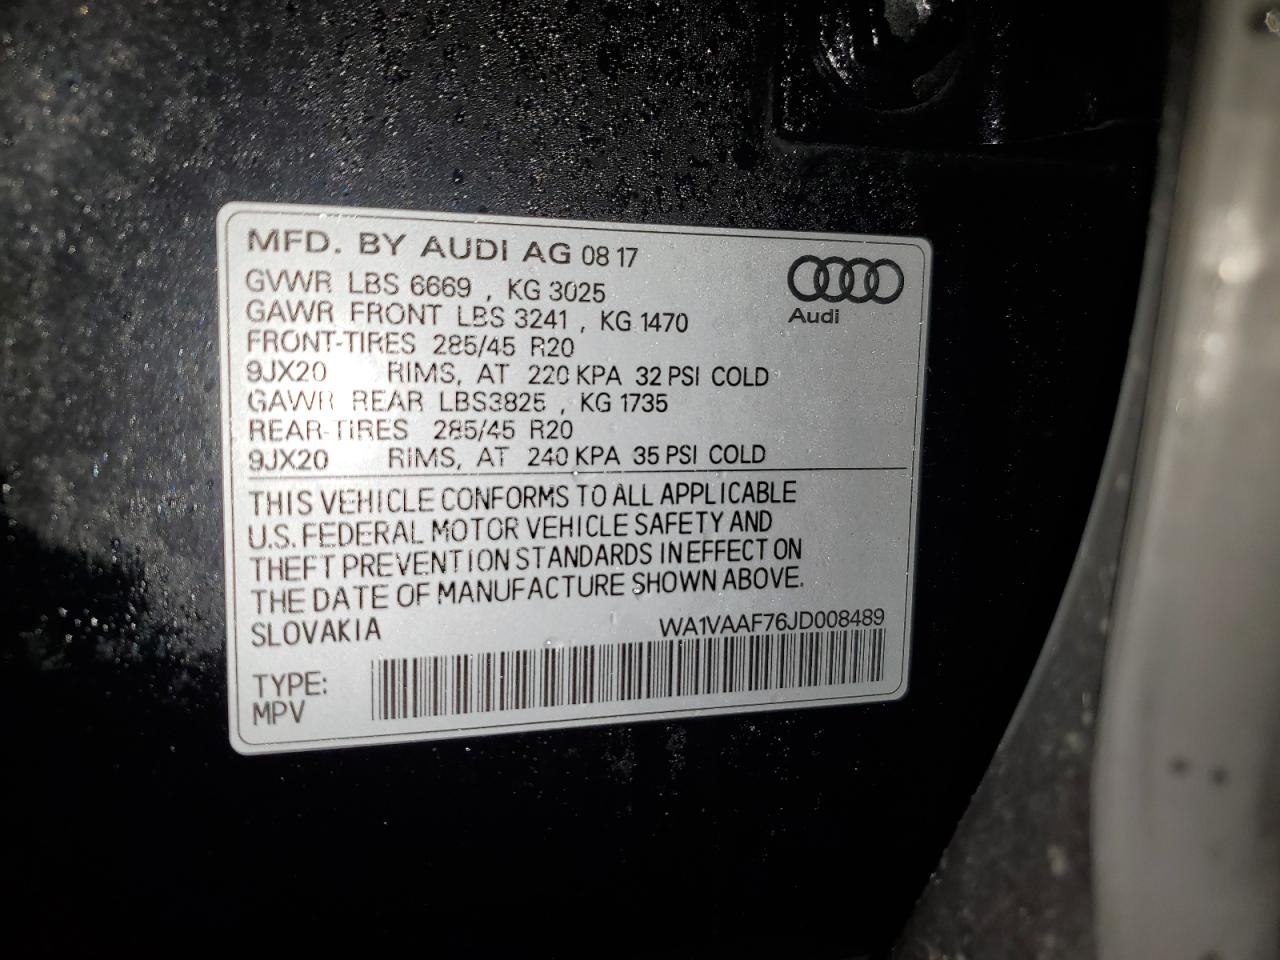 MFD. BY AUDI AG 08 17
GVWR LBS 6669 , KG 3025
GAWR FRONT LBS 3241 , KG 1470
FRONT-TIRES 285/45 R20
9JX20 RIMS, AT 220 KPA 32 PSI COLD
GAWR REAR LBS3825 , KG 1735
REAR-TIRES 285/45 R20
9JX20 RIMS, AT 240 KPA 35 PSI COLD
Audi
THIS VEHICLE CONFORMS TO ALL APPLICABLE
U.S. FEDERAL MOTOR VEHICLE SAFETY AND
THEFT PREVENTION STANDARDS IN EFFECT ON
THE DATE OF MANUFACTURE SHOWN ABOVE.
SLOVAKIA WA1VAAF76JD008489
TYPE:
MPV